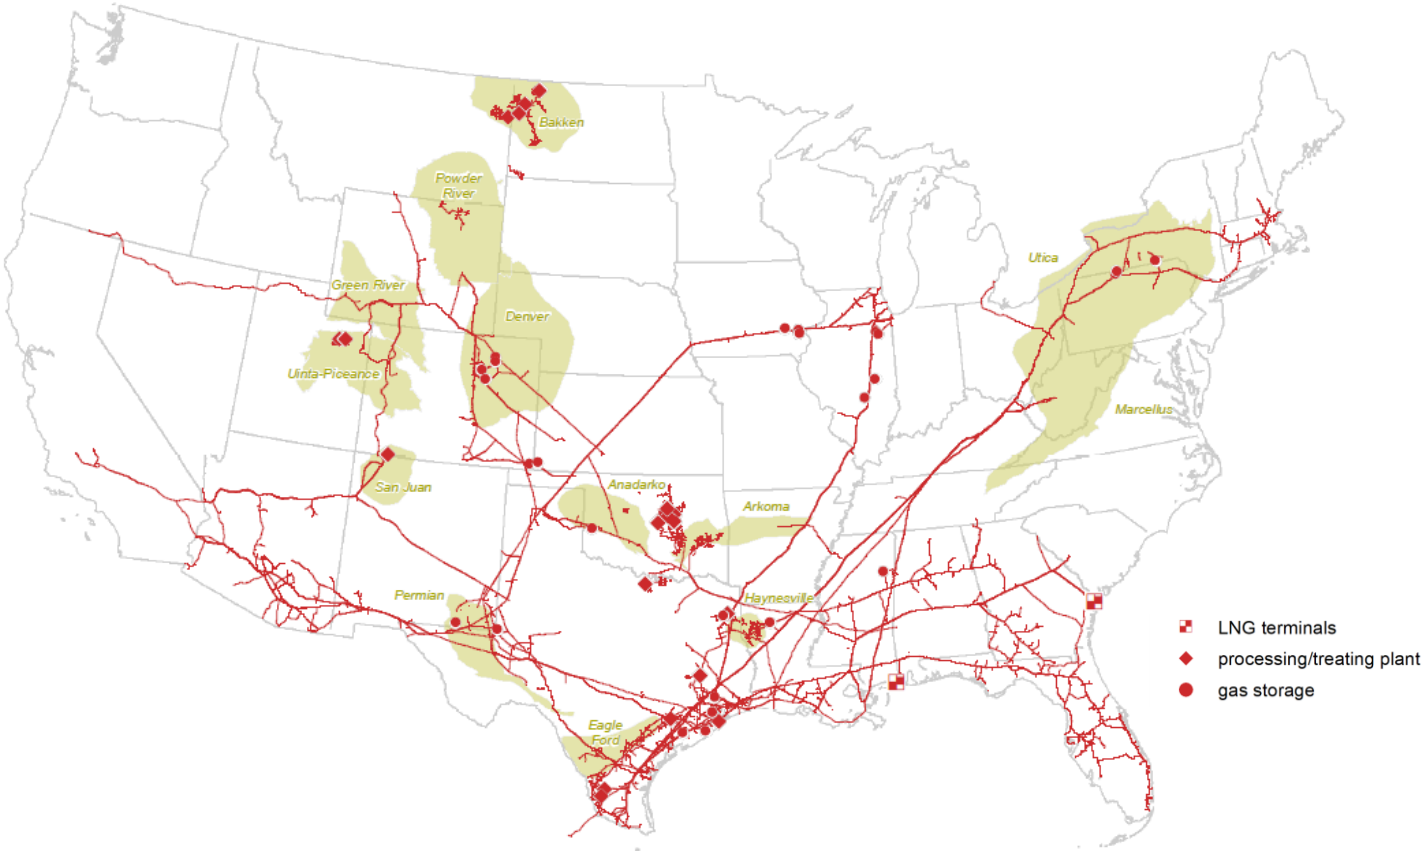 Bakken
Powder
River
Utica
Green River
Denver
Uinta-Piceance
Marcellus
San Juan
Anadarko
Arkoma
Permian
Haynesville
LNG terminals
processing/treating plant
gas storage
Eagle
Ford